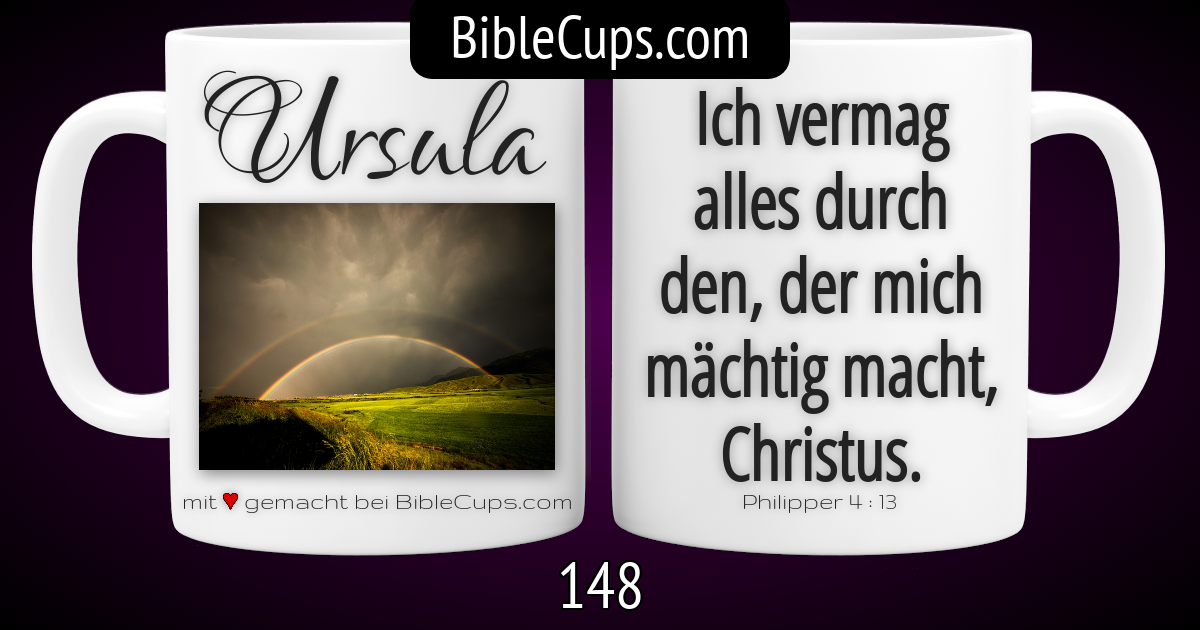 BibleCups.com
Ursula
mit ♥ gemacht bei BibleCups.com
Ich vermag
alles durch
den, der mich
mächtig macht,
Christus.
Philipper 4 : 13
148